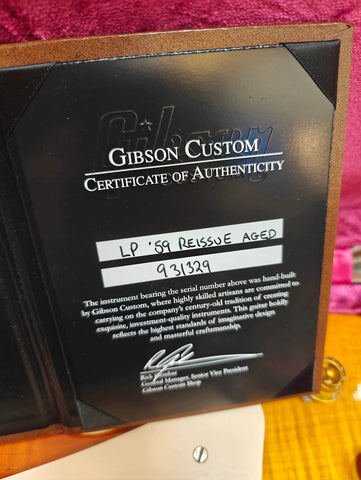 Gibson
GIBSON CUSTOM
CERTIFICATE OF AUTHENTICITY
LP '59 REISSUE AGED
931329
The instrument bearing the serial number above was hand-built
by Gibson Custom, where highly skilled artisans are committed to
carrying on the company's century-old tradition of creating
exquisite, investment-quality instruments. This guitar boldly
reflects the highest standards of imaginative design
and masterful craftsmanship.
Rick Gembar
General Manager, Senior Vice President
Gibson Custom Shop